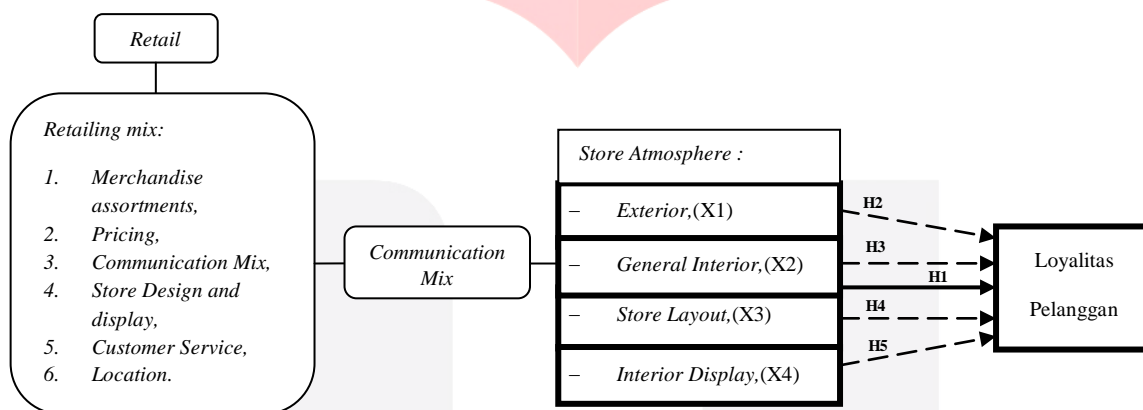 Retail
Retailing mix:
1. Merchandise
assortments,
2. Pricing,
3. Communication Mix,
4. Store Design and
display,
5. Customer Service,
6. Location.
Communication
Mix
Store Atmosphere :
– Exterior,(X1)
– General Interior,(X2)
– Store Layout,(X3)
– Interior Display,(X4)
H2
H3
H1
H4
H5
Loyalitas
Pelanggan